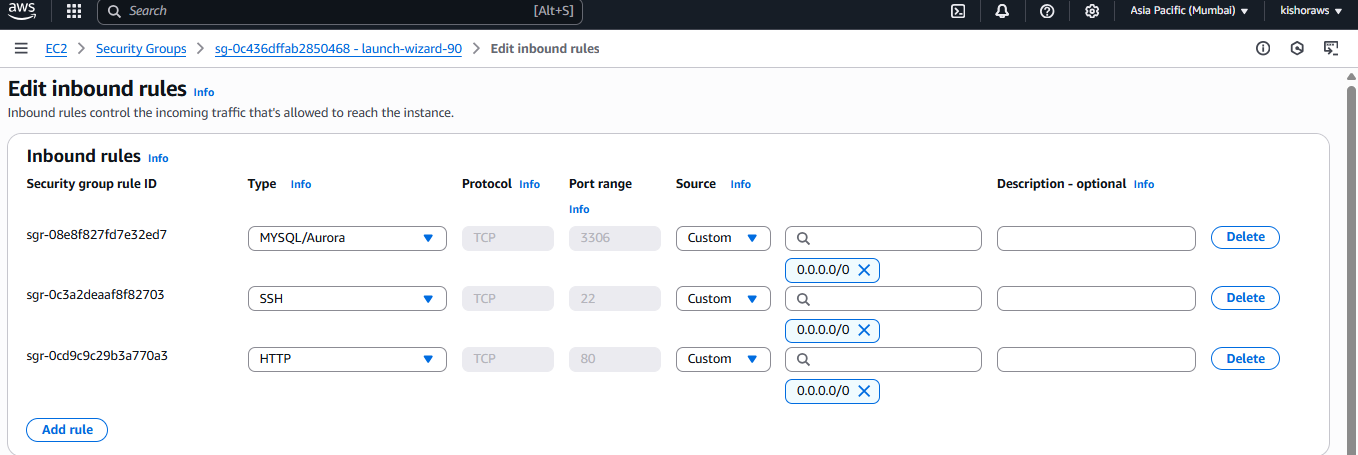 aws Search [Alt+S] Asia Pacific (Mumbai) kishoraws
EC2 > Security Groups > sg-0c436dffab2850468 - launch-wizard-90 > Edit inbound rules
Edit inbound rules Info
Inbound rules control the incoming traffic that's allowed to reach the instance.
Inbound rules Info
Security group rule ID Type Info Protocol Info Port range Source Info Description - optional Info
Info
sgr-08e8f827fd7e32ed7 MYSQL/Aurora TCP 3306 Custom Delete
0.0.0.0/0
sgr-0c3a2deaaf8f82703 SSH TCP 22 Custom Delete
0.0.0.0/0
sgr-0cd9c9c29b3a770a3 HTTP TCP 80 Custom Delete
0.0.0.0/0
Add rule